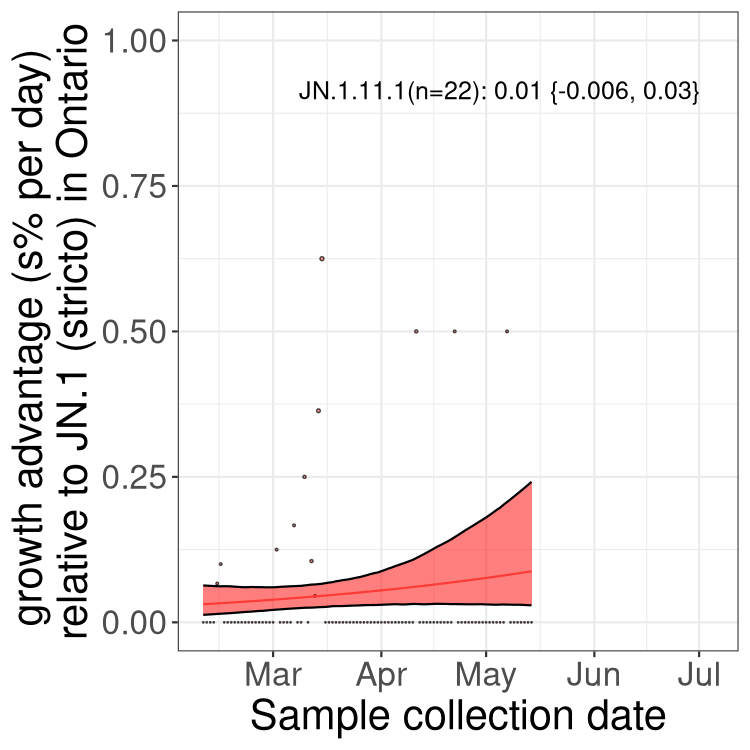 growth advantage (s% per day)
relative to JN.1 (stricto) in Ontario
1.00
JN.1.11.1(n=22): 0.01 {-0.006, 0.03}
0.75
0.50
0.25
0.00
Mar Apr May Jun Jul
Sample collection date